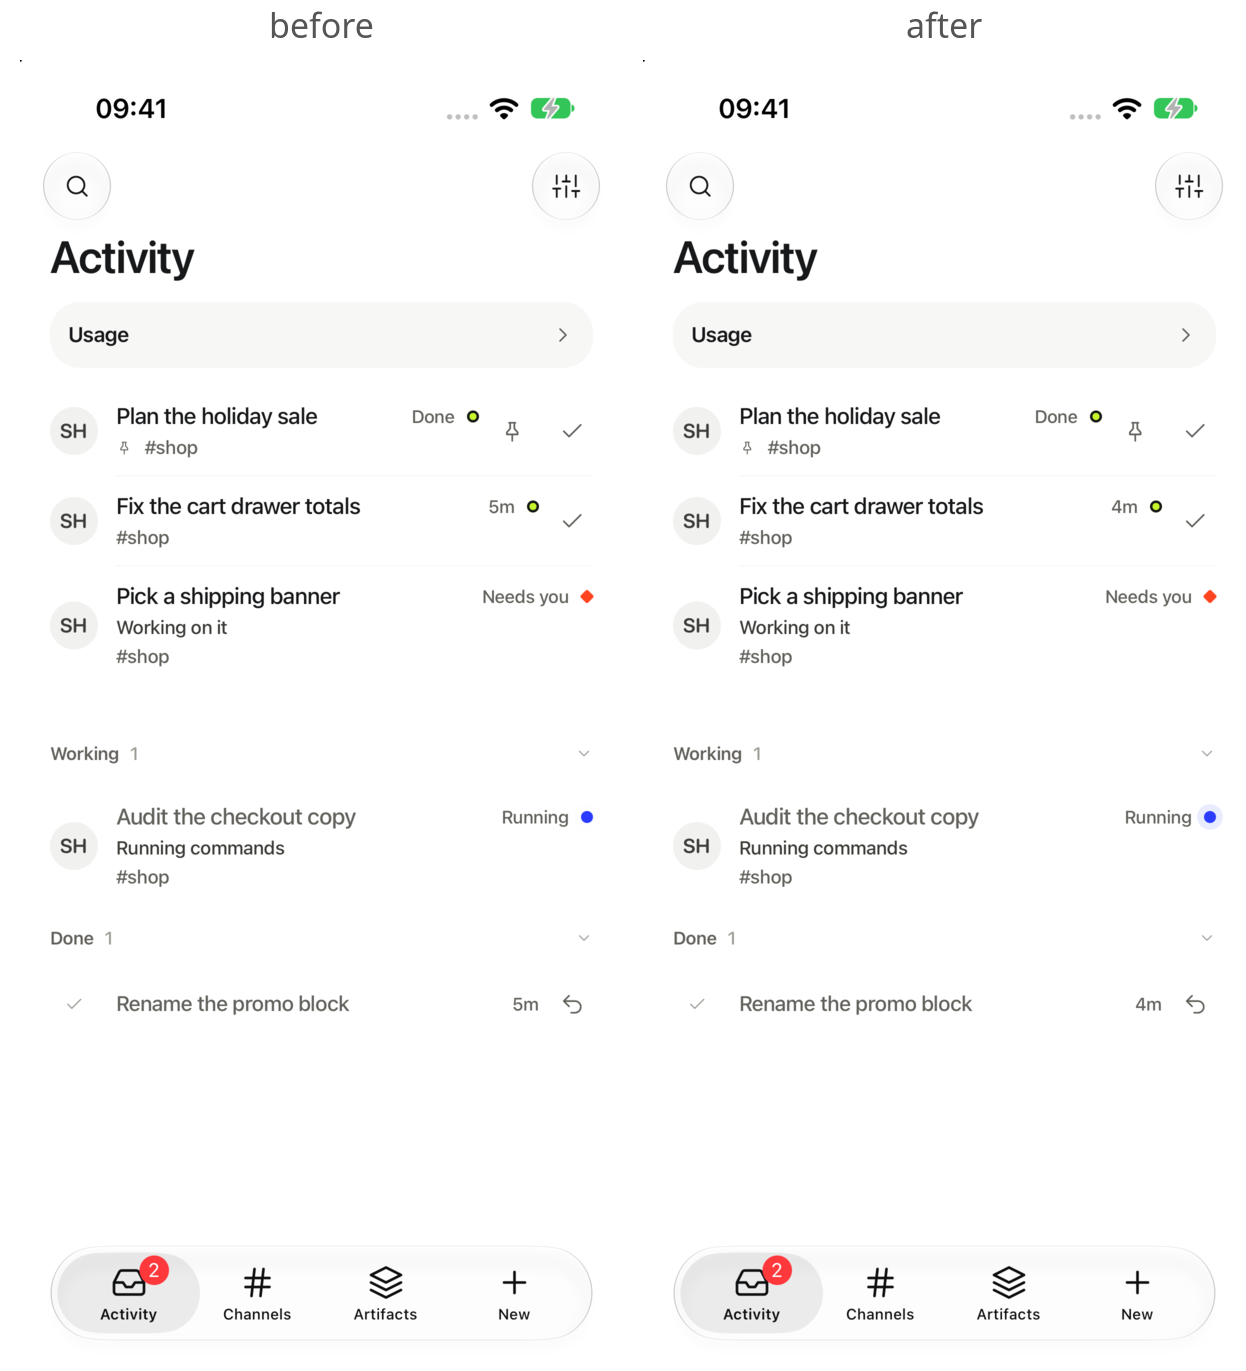 before
09:41
Activity
Usage
SH
Plan the holiday sale
Done
#shop
SH
Fix the cart drawer totals
5m
#shop
SH
Pick a shipping banner
Needs you
Working on it
#shop
Working 1
SH
Audit the checkout copy
Running
Running commands
#shop
Done 1
Rename the promo block
5m
2
Activity
Channels
Artifacts
New
after
09:41
Activity
Usage
SH
Plan the holiday sale
Done
#shop
SH
Fix the cart drawer totals
4m
#shop
SH
Pick a shipping banner
Needs you
Working on it
#shop
Working 1
SH
Audit the checkout copy
Running
Running commands
#shop
Done 1
Rename the promo block
4m
2
Activity
Channels
Artifacts
New